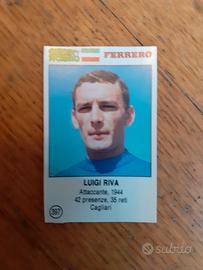 FERRERO
LUIGI RIVA
Attaccante, 1944
42 presenze, 35 reti
Cagliari
397
subito